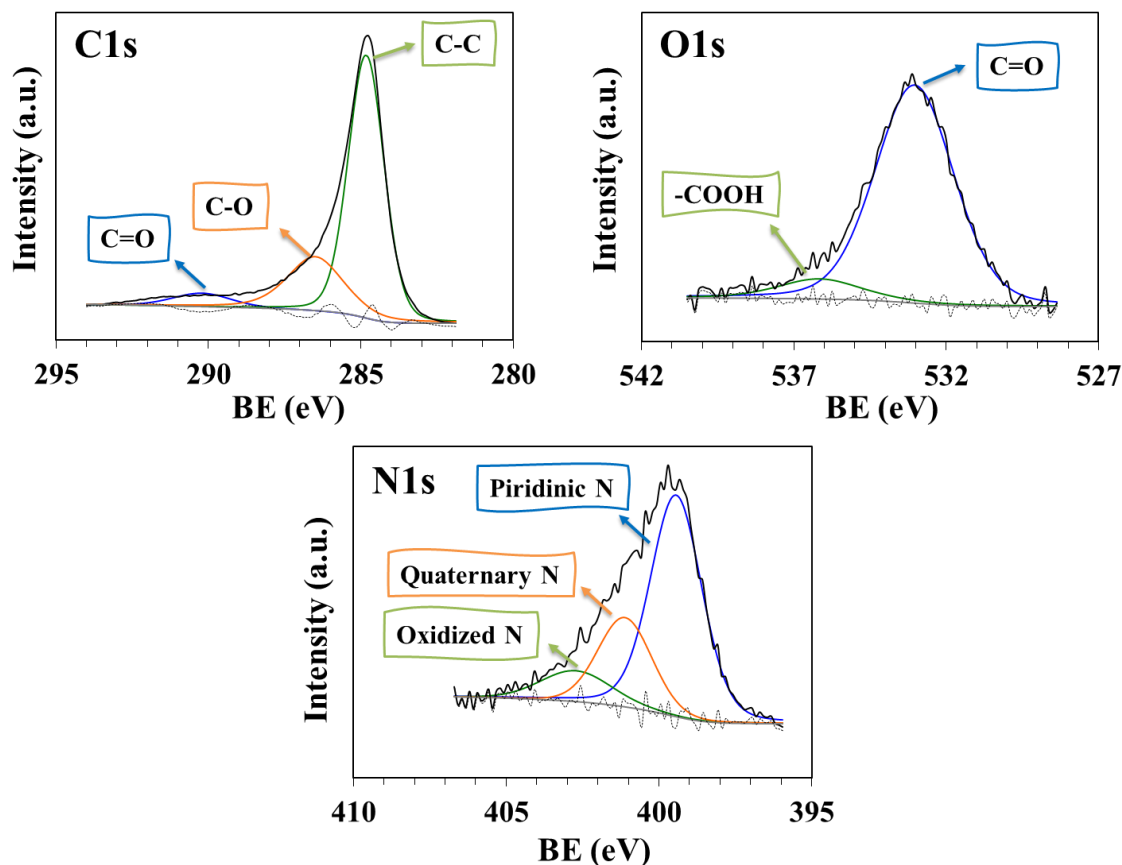 C1s
C-C
C-O
C=O
Intensity (a.u.)
295 290 285 280
BE (eV)
O1s
C=O
-COOH
Intensity (a.u.)
542 537 532 527
BE (eV)
N1s
Piridinic N
Quaternary N
Oxidized N
Intensity (a.u.)
410 405 400 395
BE (eV)